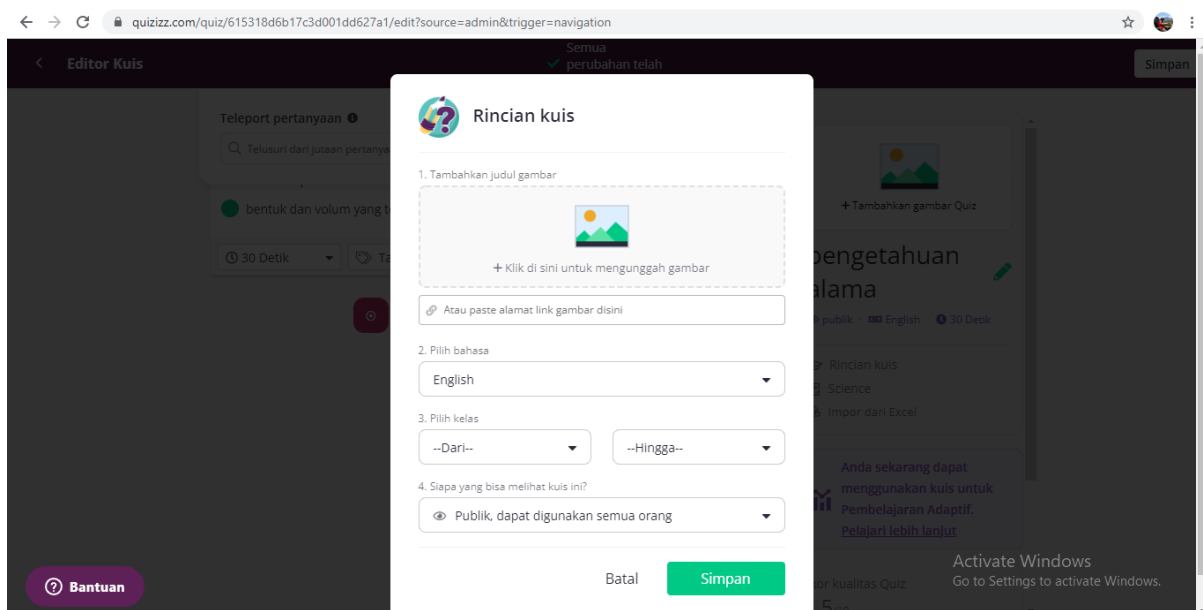 quizizz.com/quiz/615318d6b17c3d001dd627a1/edit?source=admin&trigger=navigation
Editor Kuis
Semua
perubahan telah
Simpan
Teleport pertanyaan
Telusuri dari jutaan pertanya
bentuk dan volum yang t
30 Detik
Ta
Rincian kuis
1. Tambahkan judul gambar
+ Klik di sini untuk mengunggah gambar
Atau paste alamat link gambar disini
2. Pilih bahasa
English
3. Pilih kelas
--Dari--
--Hingga--
4. Siapa yang bisa melihat kuis ini?
Publik, dapat digunakan semua orang
Batal
Simpan
+ Tambahkan gambar Quiz
pengetahuan
alama
publik · English 30 Detik
Rincian kuis
Science
Impor dari Excel
Anda sekarang dapat
menggunakan kuis untuk
Pembelajaran Adaptif.
Pelajari lebih lanjut
or kualitas Quiz
Activate Windows
Go to Settings to activate Windows.
Bantuan